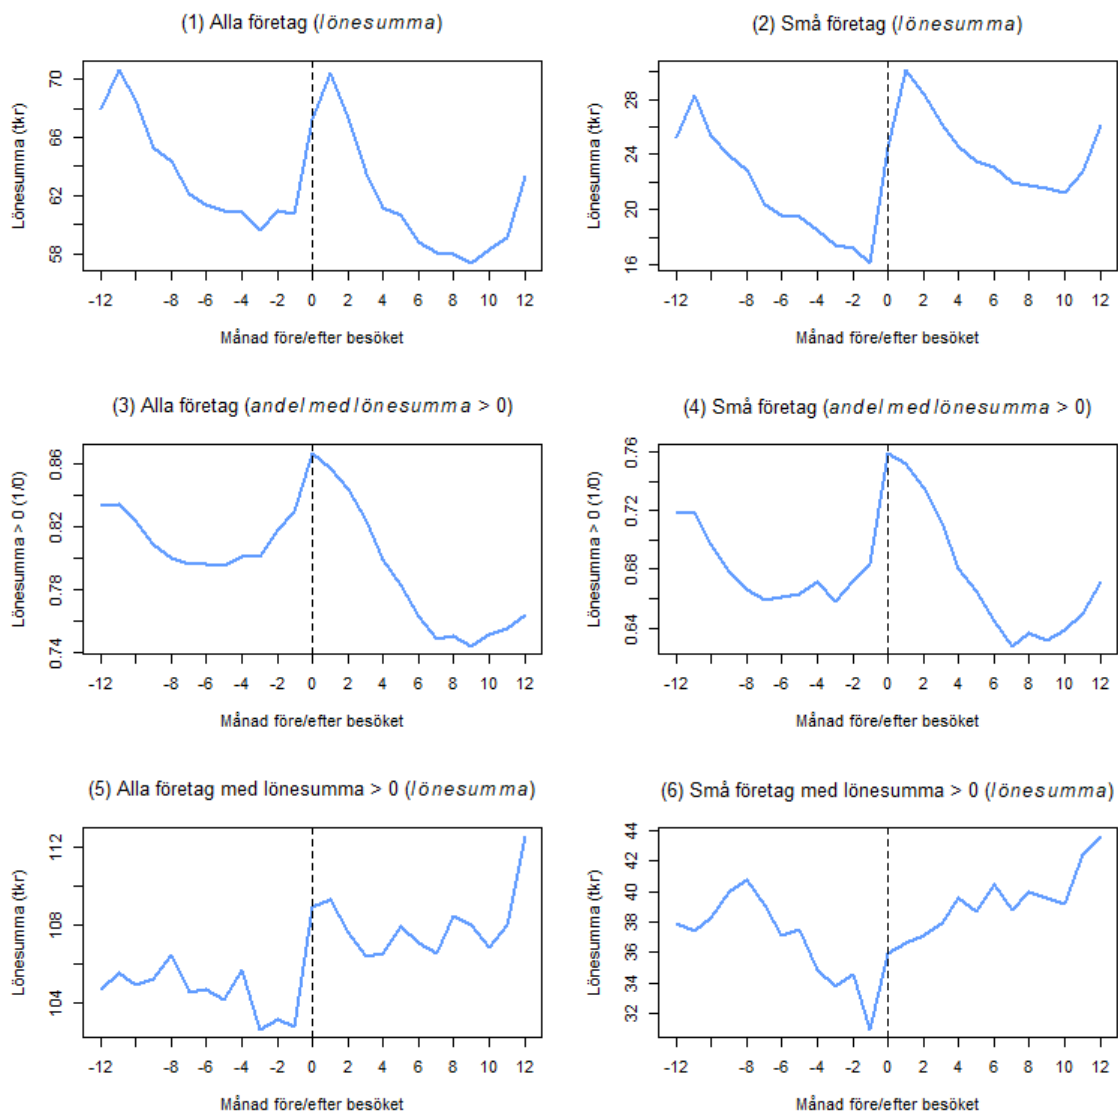 (1) Alla företag (lönesumma)
Lönesumma (tkr)
70
66
62
58
-12 -8 -6 -4 -2 0 2 4 6 8 10 12
Månad före/efter besöket
(2) Små företag (lönesumma)
Lönesumma (tkr)
28
24
20
16
-12 -8 -6 -4 -2 0 2 4 6 8 10 12
Månad före/efter besöket
(3) Alla företag (andel med lönesumma > 0)
Lönesumma > 0 (1/0)
0.86
0.82
0.78
0.74
-12 -8 -6 -4 -2 0 2 4 6 8 10 12
Månad före/efter besöket
(4) Små företag (andel med lönesumma > 0)
Lönesumma > 0 (1/0)
0.76
0.72
0.68
0.64
-12 -8 -6 -4 -2 0 2 4 6 8 10 12
Månad före/efter besöket
(5) Alla företag med lönesumma > 0 (lönesumma)
Lönesumma (tkr)
112
108
104
-12 -8 -6 -4 -2 0 2 4 6 8 10 12
Månad före/efter besöket
(6) Små företag med lönesumma > 0 (lönesumma)
Lönesumma (tkr)
44
42
40
38
36
34
32
-12 -8 -6 -4 -2 0 2 4 6 8 10 12
Månad före/efter besöket